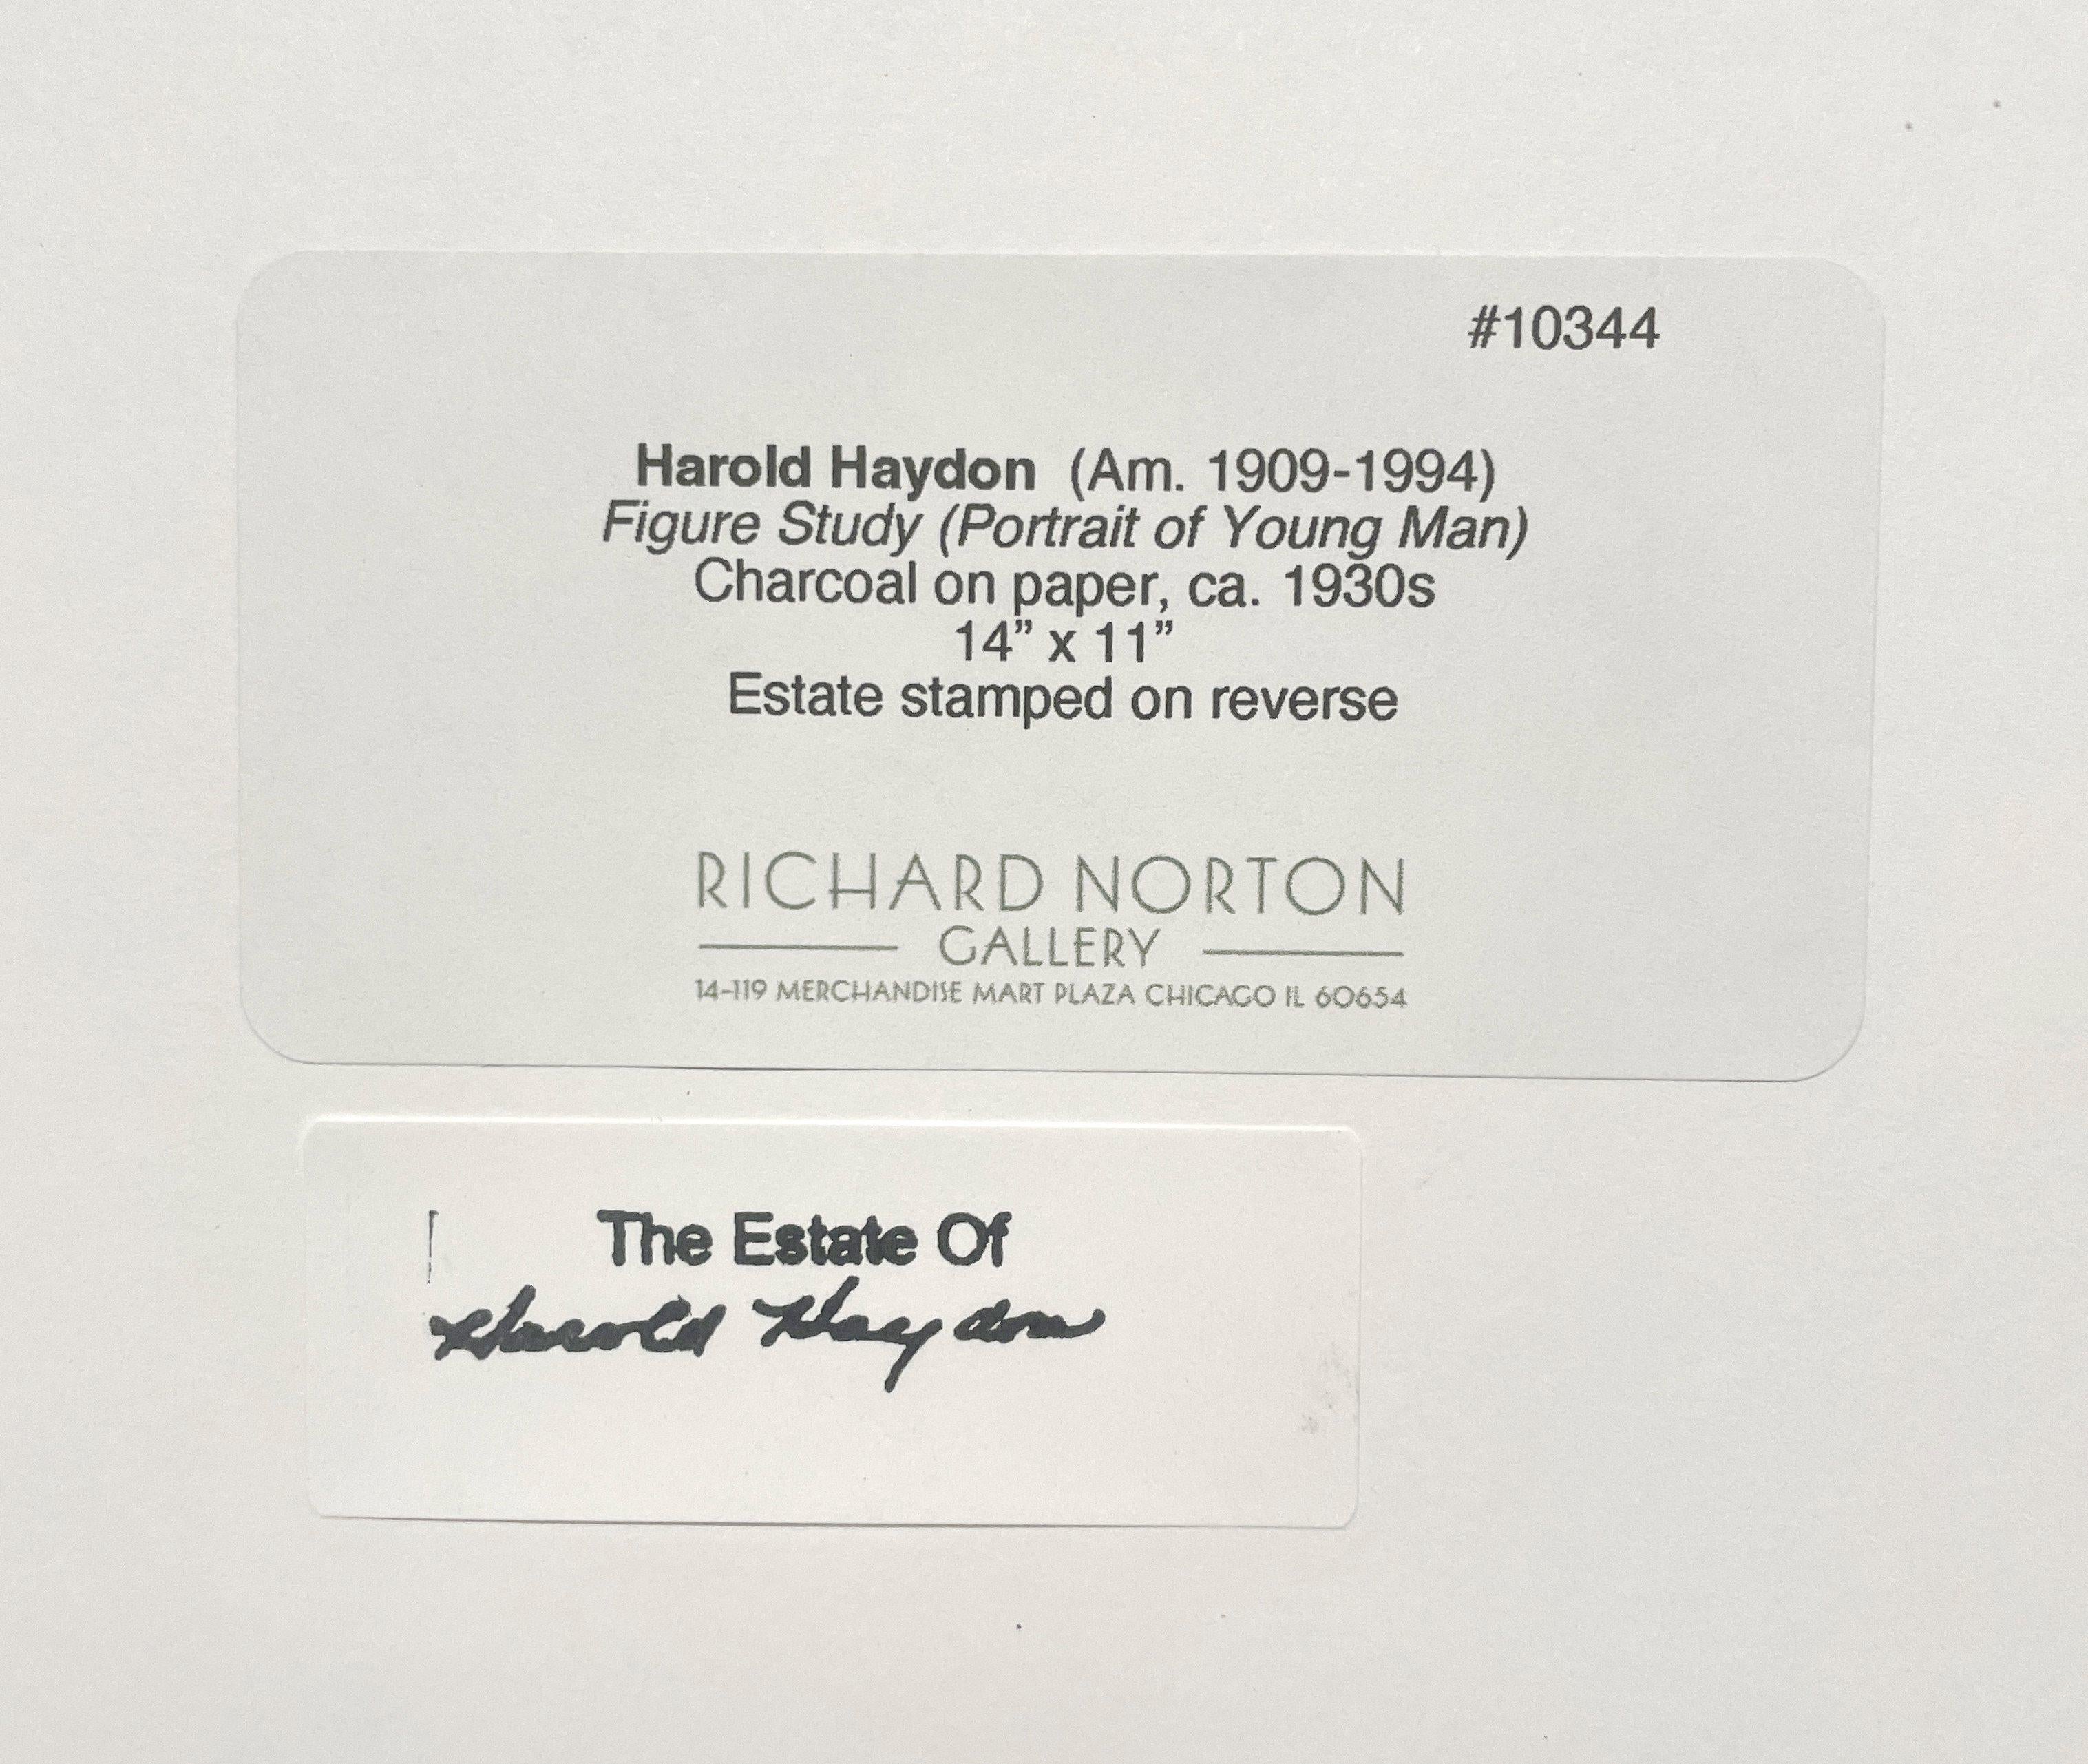 #10344
Harold Haydon (Am. 1909-1994)
Figure Study (Portrait of Young Man)
Charcoal on paper, ca. 1930s
14” x 11”
Estate stamped on reverse
RICHARD NORTON
GALLERY
14-119 MERCHANDISE MART PLAZA CHICAGO IL 60654
The Estate Of
Harold Haydon